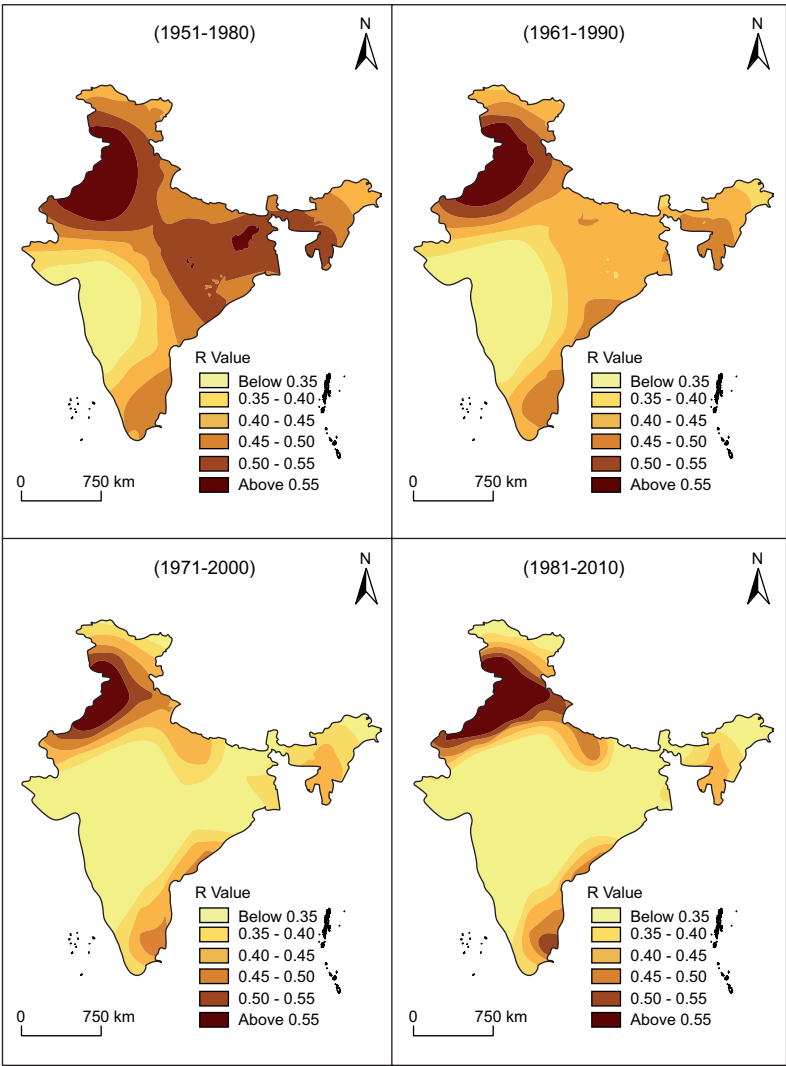 (1951-1980)
N
R Value
Below 0.35
0.35 - 0.40
0.40 - 0.45
0.45 - 0.50
0.50 - 0.55
Above 0.55
0 750 km
(1961-1990)
N
R Value
Below 0.35
0.35 - 0.40
0.40 - 0.45
0.45 - 0.50
0.50 - 0.55
Above 0.55
0 750 km
(1971-2000)
N
R Value
Below 0.35
0.35 - 0.40
0.40 - 0.45
0.45 - 0.50
0.50 - 0.55
Above 0.55
0 750 km
(1981-2010)
N
R Value
Below 0.35
0.35 - 0.40
0.40 - 0.45
0.45 - 0.50
0.50 - 0.55
Above 0.55
0 750 km